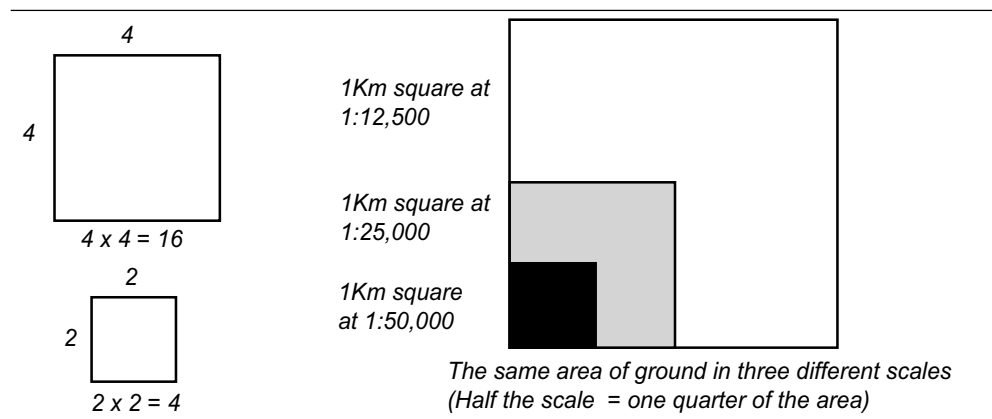 4
4
4 x 4 = 16
2
2
2 x 2 = 4
1Km square at
1:12,500
1Km square at
1:25,000
1Km square
at 1:50,000
The same area of ground in three different scales
(Half the scale = one quarter of the area)